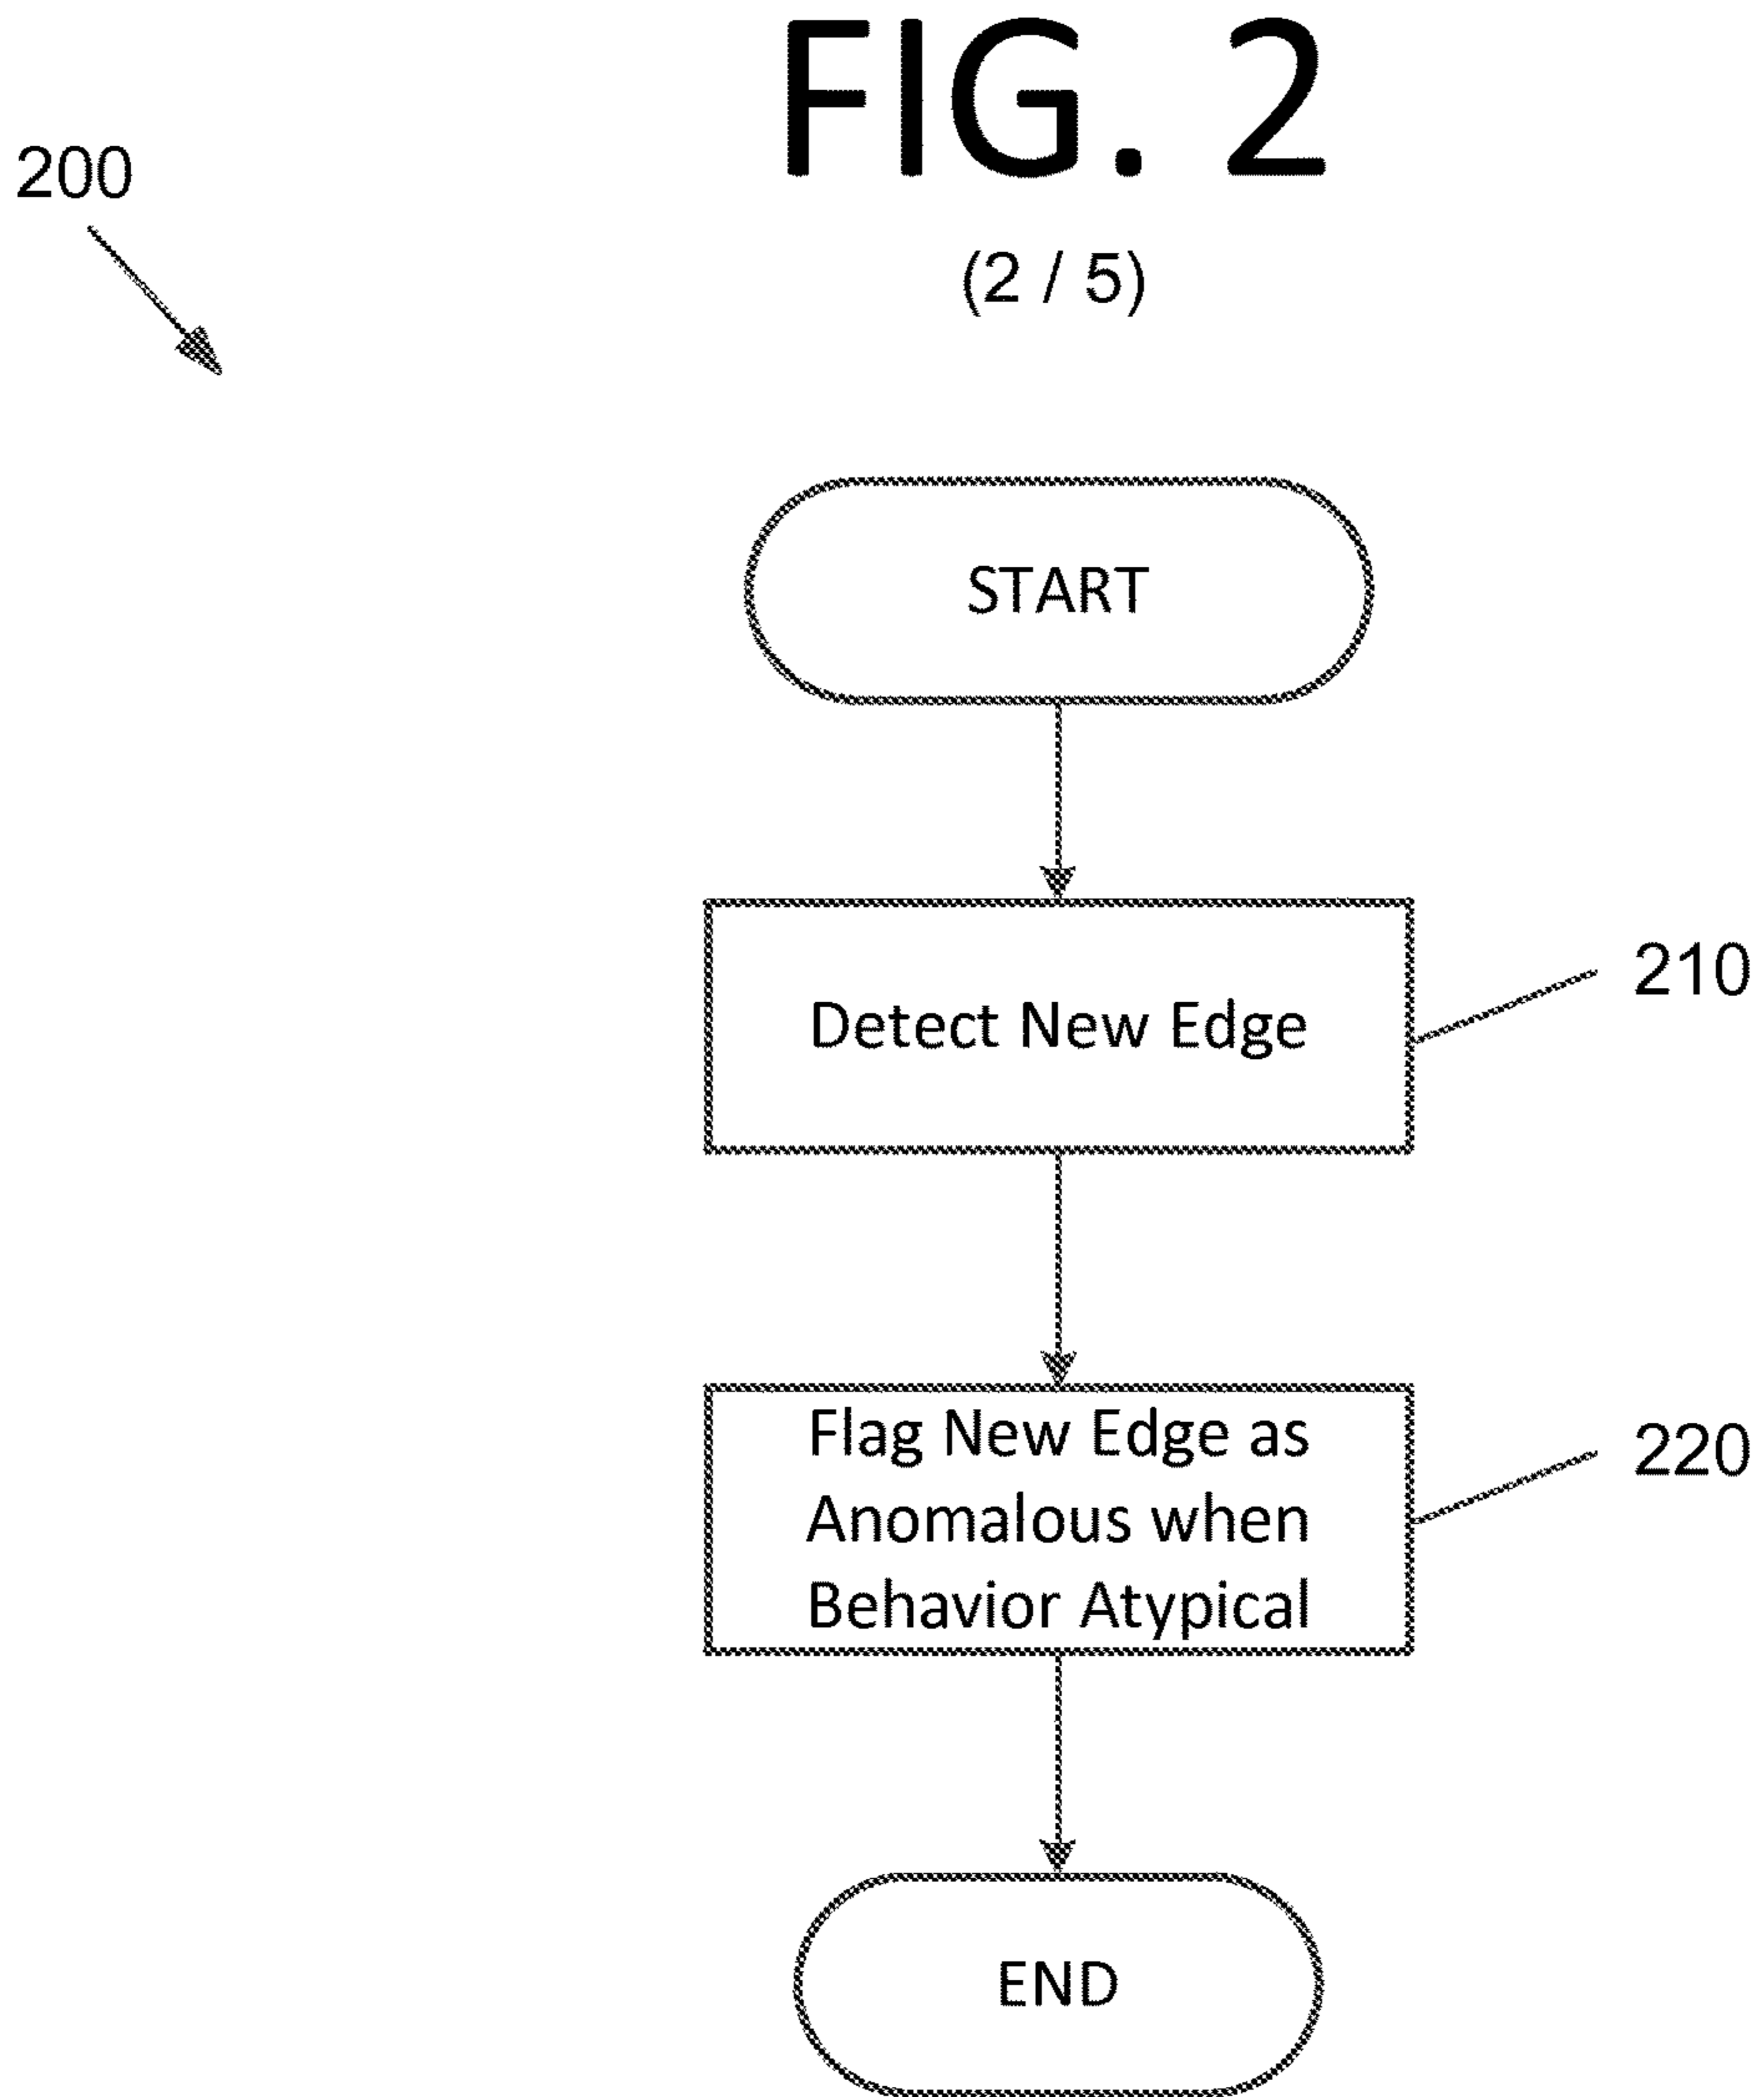 FIG. 2
(2 / 5)
200
START
Detect New Edge
210
Flag New Edge as
Anomalous when
Behavior Atypical
220
END